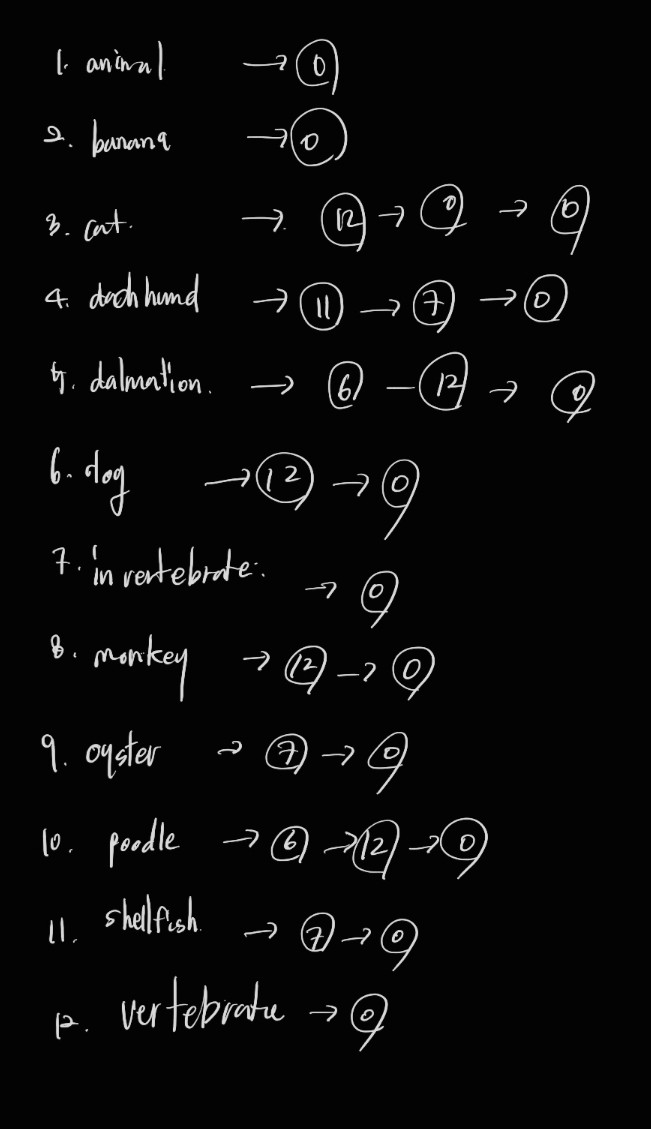 1. animal → 0
2. banana → 0
3. cat. → 12 → 0 → 0
4. doch hund → 11 → 7 → 0
5. dalmation. → 6 – 12 → 0
6. dog → 12 → 0
7. invertebrate. → 0
8. monkey → 12 → 0
9. oyster → 7 → 0
10. poodle → 6 → 12 → 0
11. shellfish → 7 → 0
12. vertebrate → 0